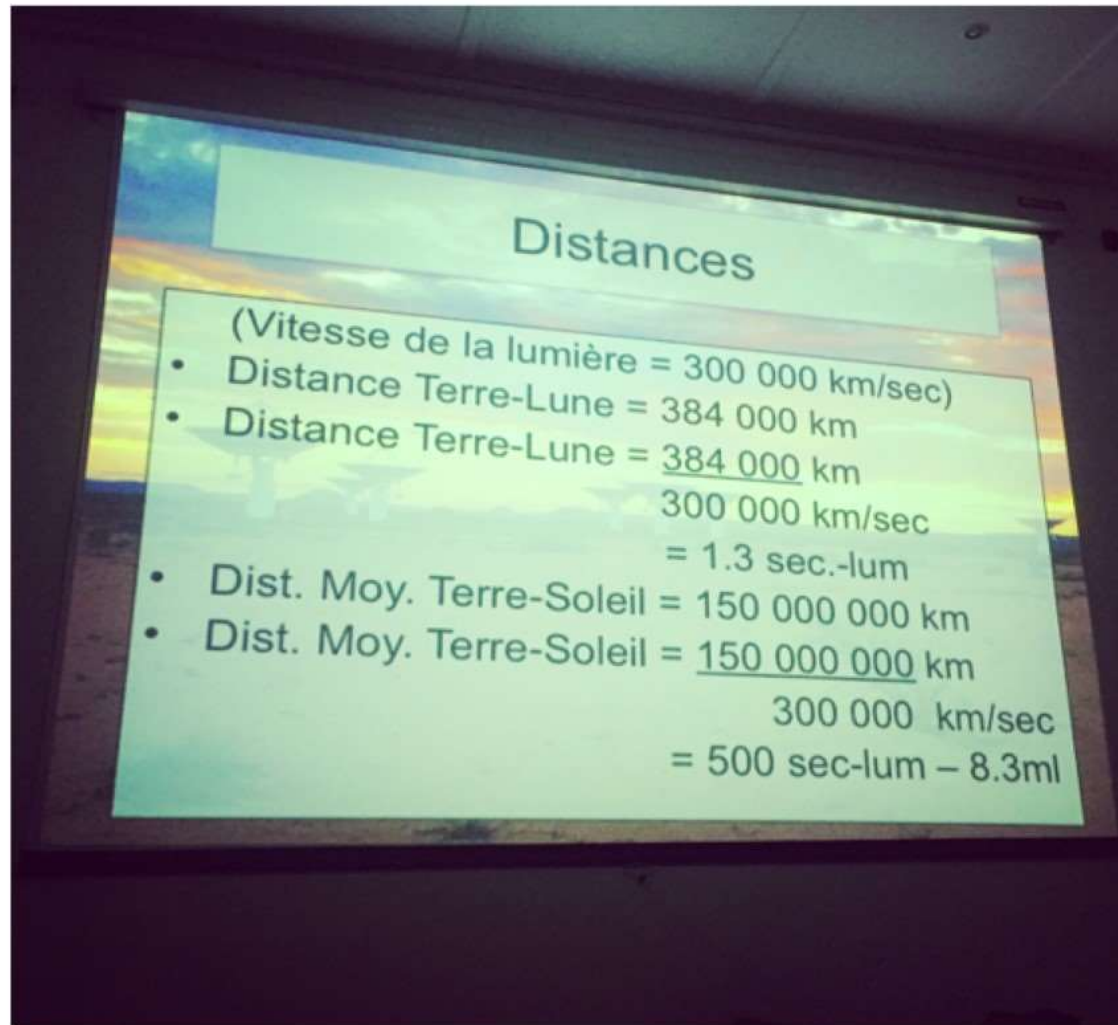 Distances
(Vitesse de la lumière = 300 000 km/sec)
• Distance Terre-Lune = 384 000 km
• Distance Terre-Lune = 384 000 km
300 000 km/sec
= 1.3 sec.-lum
• Dist. Moy. Terre-Soleil = 150 000 000 km
• Dist. Moy. Terre-Soleil = 150 000 000 km
300 000 km/sec
= 500 sec-lum – 8.3ml